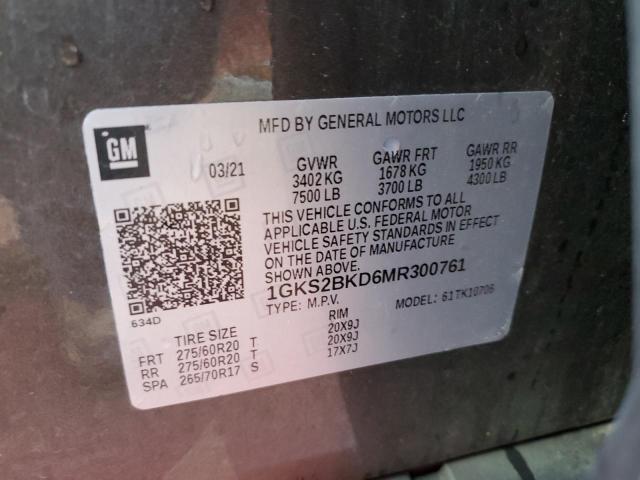 MFD BY GENERAL MOTORS LLC
GM
03/21
GVWR GAWR FRT GAWR RR
3402 KG 1678 KG 1950 KG
7500 LB 3700 LB 4300 LB
THIS VEHICLE CONFORMS TO ALL
APPLICABLE U.S. FEDERAL MOTOR
VEHICLE SAFETY STANDARDS IN EFFECT
ON THE DATE OF MANUFACTURE
SHOWN ABOVE.
1GKS2BKD6MR300761
TYPE: M.P.V. MODEL: 61TK10706
634D
TIRE SIZE RIM
FRT 275/60R20 T 20X9J
RR 275/60R20 T 20X9J
SPA 265/70R17 S 17X7J